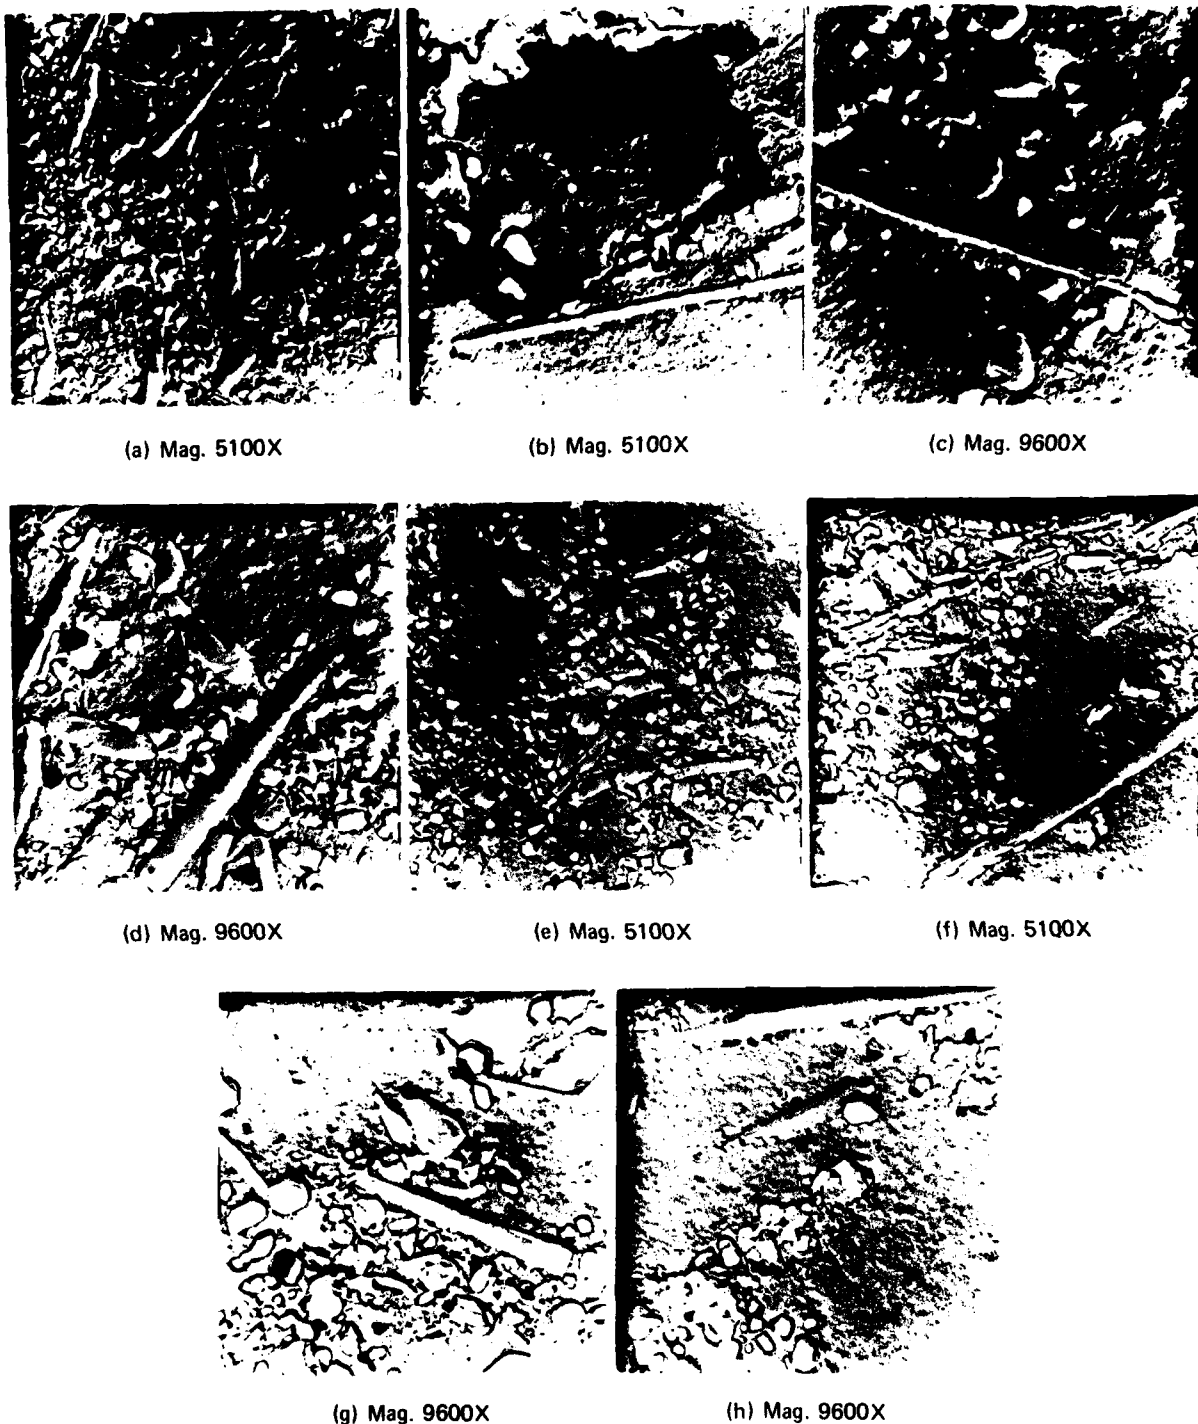 (a) Mag. 5100X
(b) Mag. 5100X
(c) Mag. 9600X
(d) Mag. 9600X
(e) Mag. 5100X
(f) Mag. 5100X
(g) Mag. 9600X
(h) Mag. 9600X